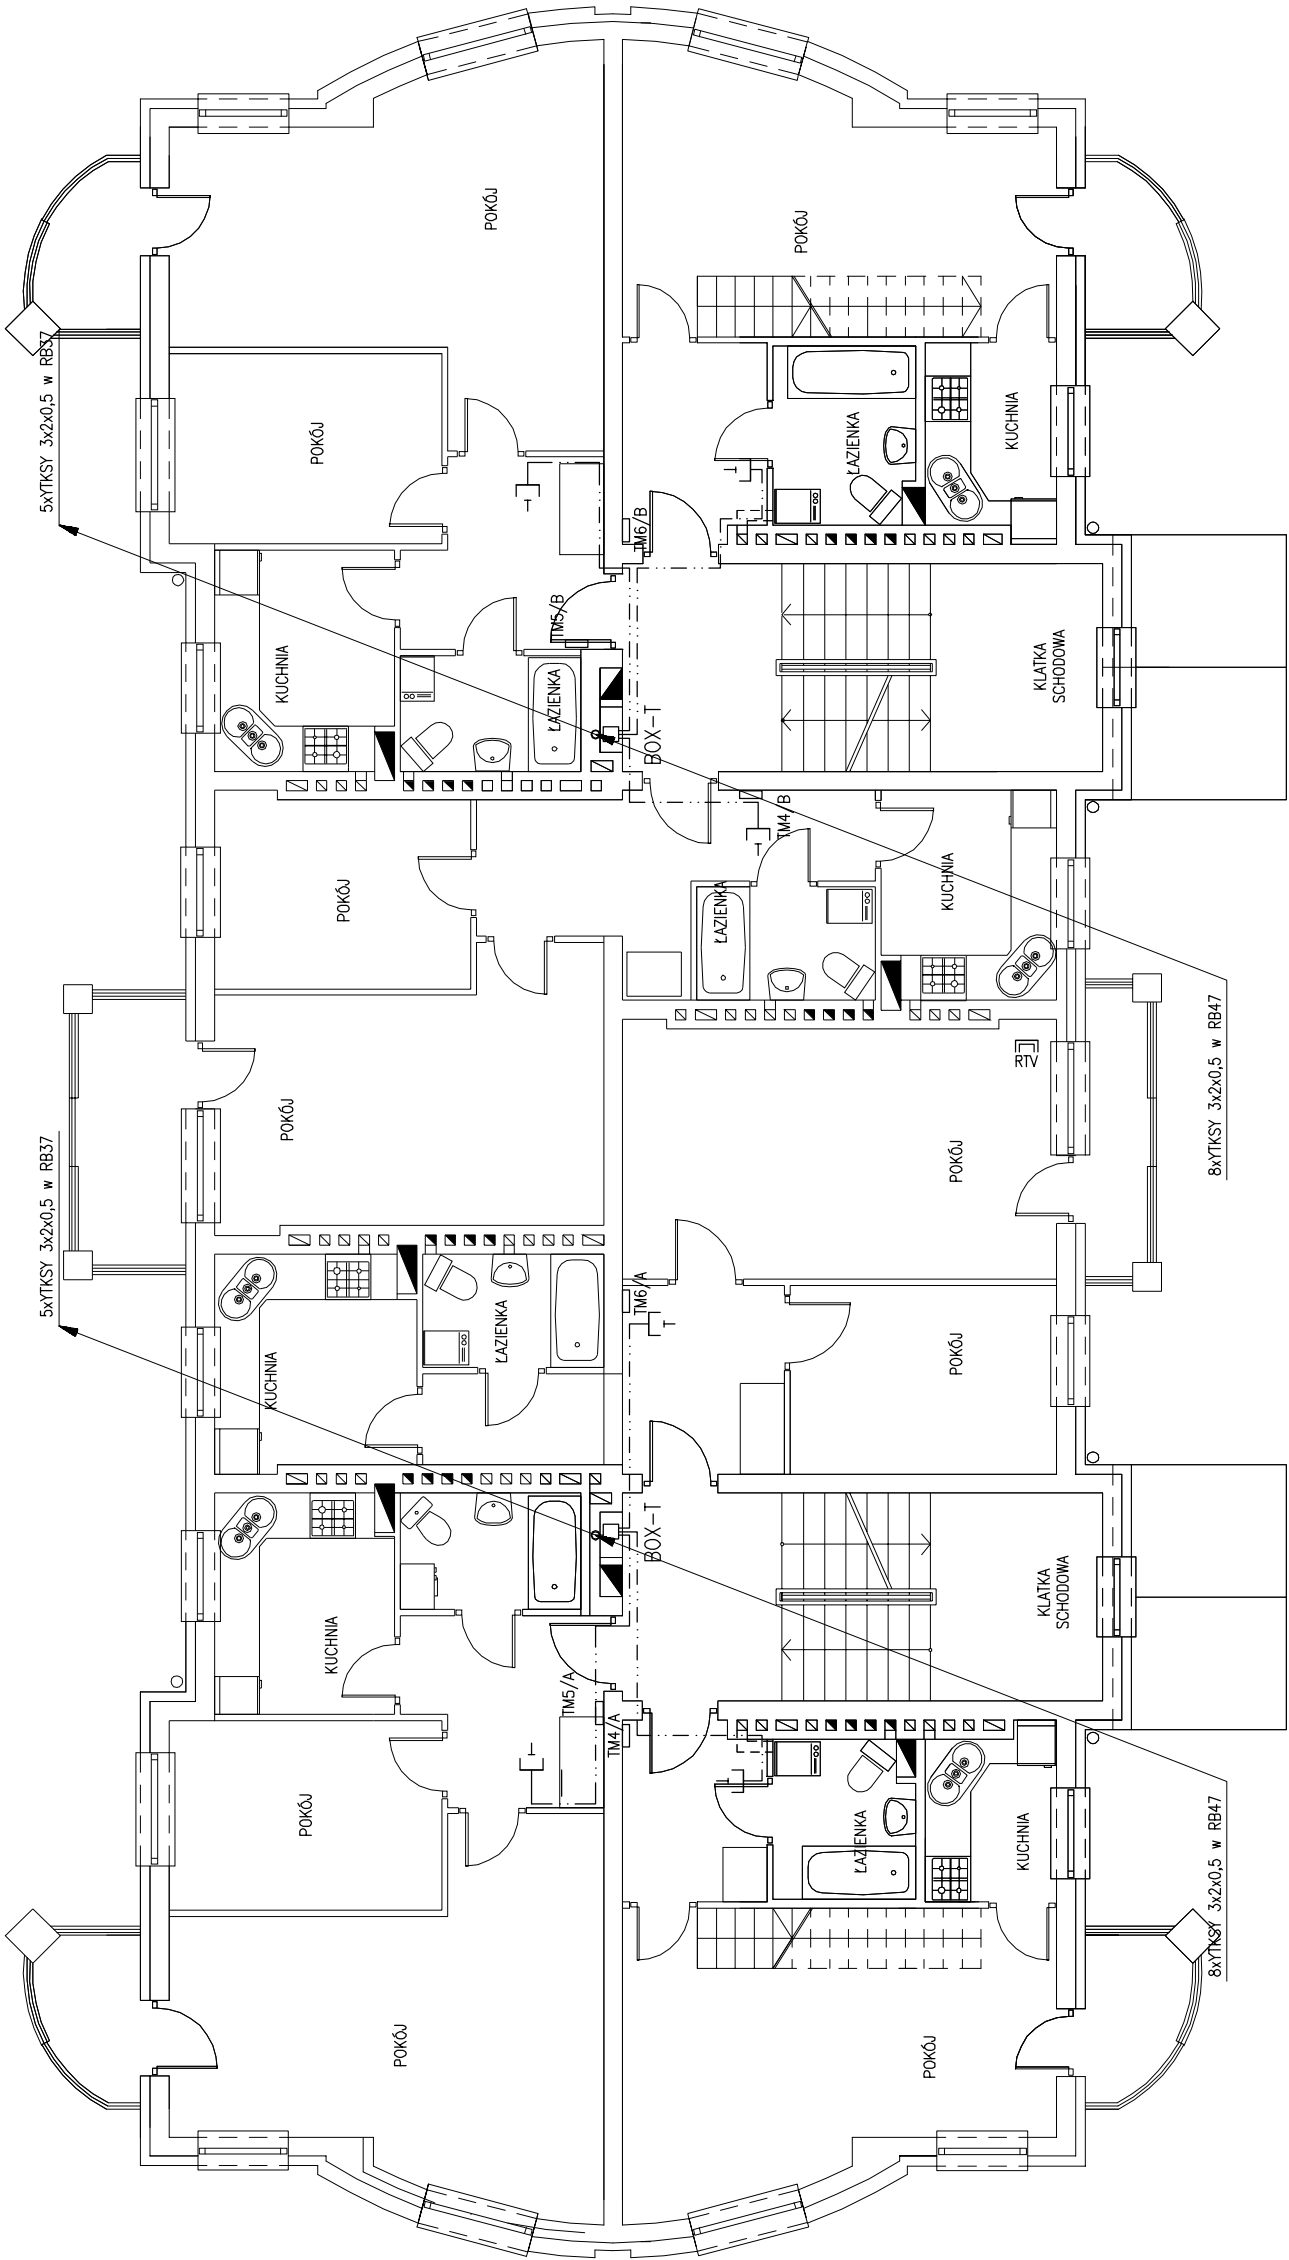 POKÓJ
POKÓJ
5xYTKSY 3x2x0,5 w RB37
POKÓJ
KUCHNIA
ŁAZIENKA
T
T
TM6/B
TM5/B
KUCHNIA
ŁAZIENKA
KLATKA
SCHODOWA
BOX-T
TM4/B
T
POKÓJ
ŁAZIENKA
KUCHNIA
8xYTKSY 3x2x0,5 w RB47
RTV
POKÓJ
POKÓJ
5xYTKSY 3x2x0,5 w RB37
TM6/A
T
ŁAZIENKA
KUCHNIA
POKÓJ
BOX-T
KLATKA
SCHODOWA
KUCHNIA
TM5/A
TM4/A
T
T
POKÓJ
ŁAZIENKA
KUCHNIA
8xYTKSY 3x2x0,5 w RB47
POKÓJ
POKÓJ